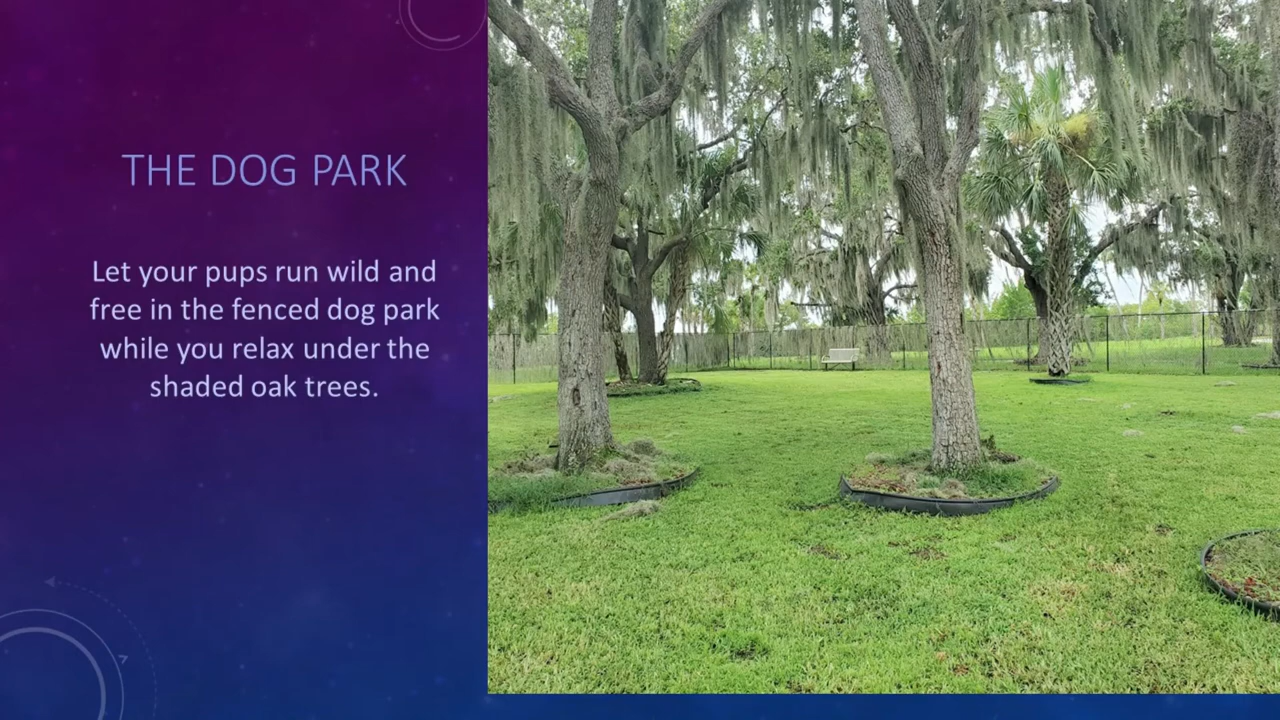 THE DOG PARK
Let your pups run wild and
free in the fenced dog park
while you relax under the
shaded oak trees.